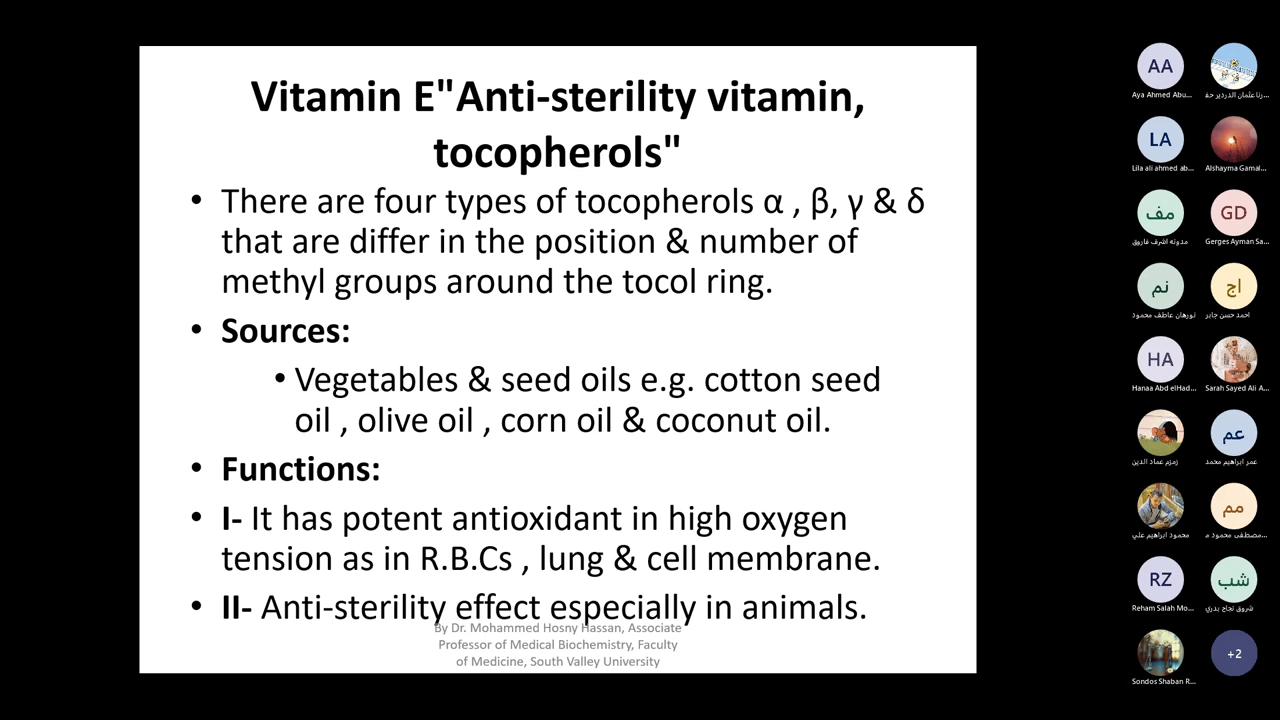 Vitamin E"Anti-sterility vitamin,
tocopherols"
• There are four types of tocopherols α , β, γ & δ
that are differ in the position & number of
methyl groups around the tocol ring.
• Sources:
• Vegetables & seed oils e.g. cotton seed
oil , olive oil , corn oil & coconut oil.
• Functions:
• I- It has potent antioxidant in high oxygen
tension as in R.B.Cs , lung & cell membrane.
• II- Anti-sterility effect especially in animals.
By Dr. Mohammed Hosny Hassan, Associate
Professor of Medical Biochemistry, Faculty
of Medicine, South Valley University
AA
Aya Ahmed Abu...
رنا عثمان الدردير حف...
LA
Lila ali ahmed ab...
Alshayma Gamal...
مف
مدونه اشرف فاروق
GD
Gerges Ayman Sa...
نم
نورهان عاطف محمود
اج
احمد حسن جابر
HA
Hanaa Abd elHad...
Sarah Sayed Ali A...
زمزم عماد الدين
عم
عمر ابراهيم محمد
محمود ابراهيم علي
مم
مصطفى محمود م...
RZ
Reham Salah Mo...
شب
شروق نجاح بدري
Sondos Shaban R...
+2